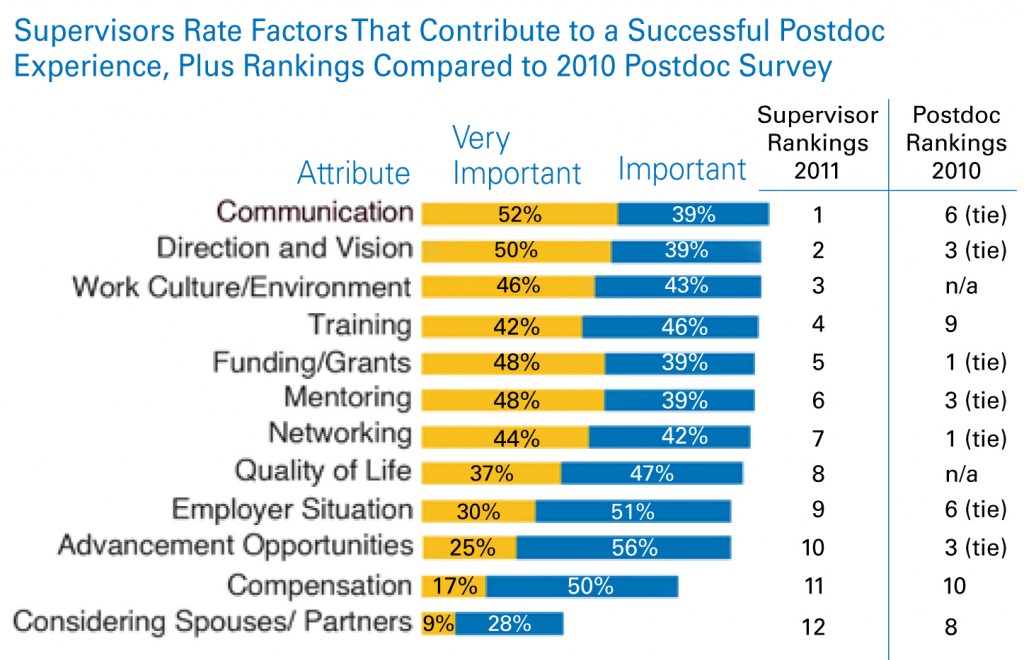 Supervisors Rate Factors That Contribute to a Successful Postdoc
Experience, Plus Rankings Compared to 2010 Postdoc Survey
Attribute
Very
Important
Important
Supervisor
Rankings
2011
Postdoc
Rankings
2010
Communication 52% 39% 1 6 (tie)
Direction and Vision 50% 39% 2 3 (tie)
Work Culture/Environment 46% 43% 3 n/a
Training 42% 46% 4 9
Funding/Grants 48% 39% 5 1 (tie)
Mentoring 48% 39% 6 3 (tie)
Networking 44% 42% 7 1 (tie)
Quality of Life 37% 47% 8 n/a
Employer Situation 30% 51% 9 6 (tie)
Advancement Opportunities 25% 56% 10 3 (tie)
Compensation 17% 50% 11 10
Considering Spouses/ Partners 9% 28% 12 8